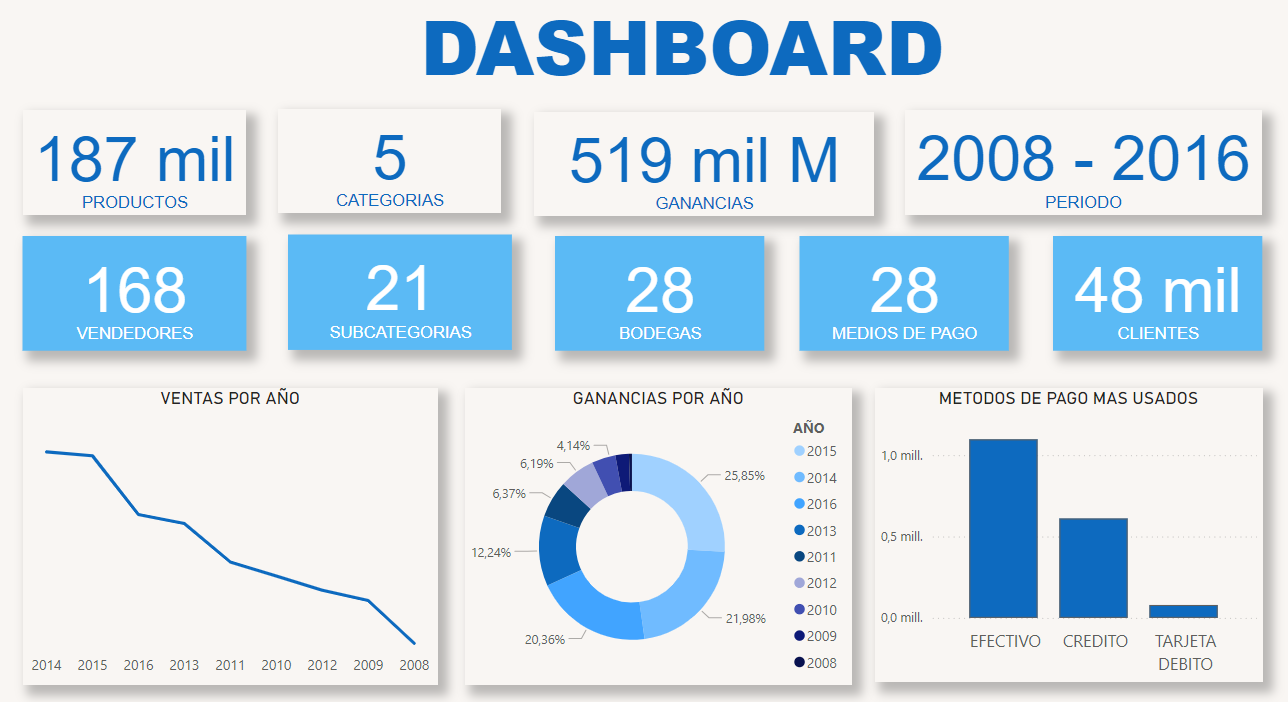 DASHBOARD
187 mil
PRODUCTOS
5
CATEGORIAS
519 mil M
GANANCIAS
2008 - 2016
PERIODO
168
VENDEDORES
21
SUBCATEGORIAS
28
BODEGAS
28
MEDIOS DE PAGO
48 mil
CLIENTES
VENTAS POR AÑO
2014 2015 2016 2013 2011 2010 2012 2009 2008
GANANCIAS POR AÑO
4,14%
6,19%
6,37%
12,24%
20,36%
25,85%
21,98%
AÑO
2015
2014
2016
2013
2011
2012
2010
2009
2008
METODOS DE PAGO MAS USADOS
1,0 mill.
0,5 mill.
0,0 mill.
EFECTIVO CREDITO TARJETA
DEBITO